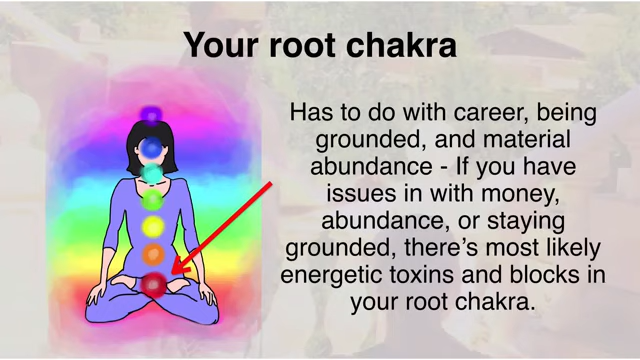 Your root chakra
Has to do with career, being
grounded, and material
abundance - If you have
issues in with money,
abundance, or staying
grounded, there's most likely
energetic toxins and blocks in
your root chakra.